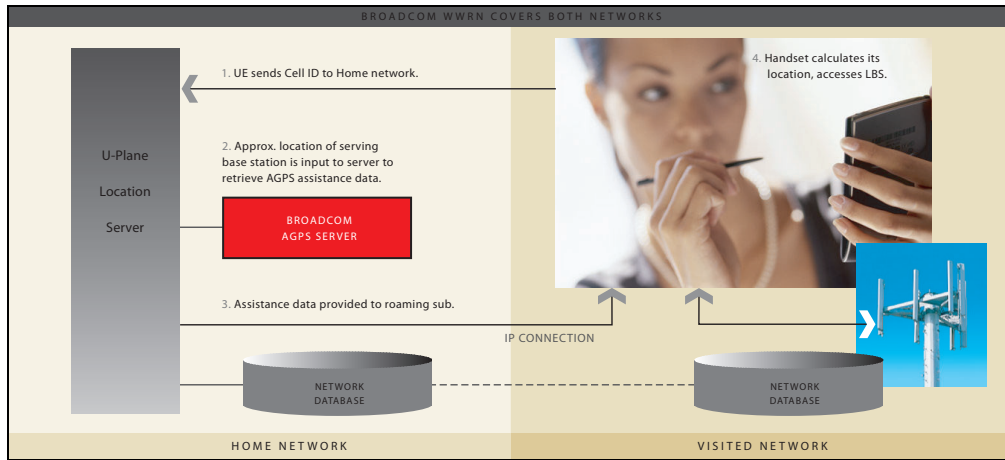 BROADCOM WWRN COVERS BOTH NETWORKS
1. UE sends Cell ID to Home network.
4. Handset calculates its
location, accesses LBS.
2. Approx. location of serving
base station is input to server to
retrieve AGPS assistance data.
U-Plane
Location
Server
BROADCOM
AGPS SERVER
3. Assistance data provided to roaming sub.
IP CONNECTION
NETWORK
DATABASE
NETWORK
DATABASE
HOME NETWORK
VISITED NETWORK